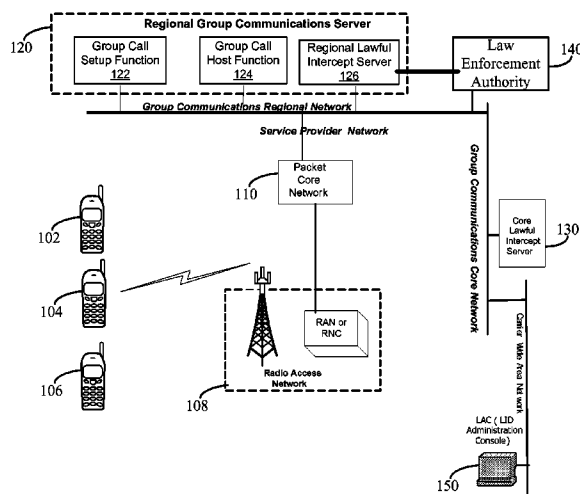 Regional Group Communications Server
120
Group Call
Setup Function
122
Group Call
Host Function
124
Regional Lawful
Intercept Server
126
Law
Enforcement
Authority
140
Group Communications Regional Network
Service Provider Network
110
Packet
Core
Network
Group Communications Core Network
102
104
106
130
Core
Lawful
Intercept
Server
RAN or
RNC
Radio Access
Network
108
Carrier Wide Area Network
LAC ( LID
Administration
Console)
150